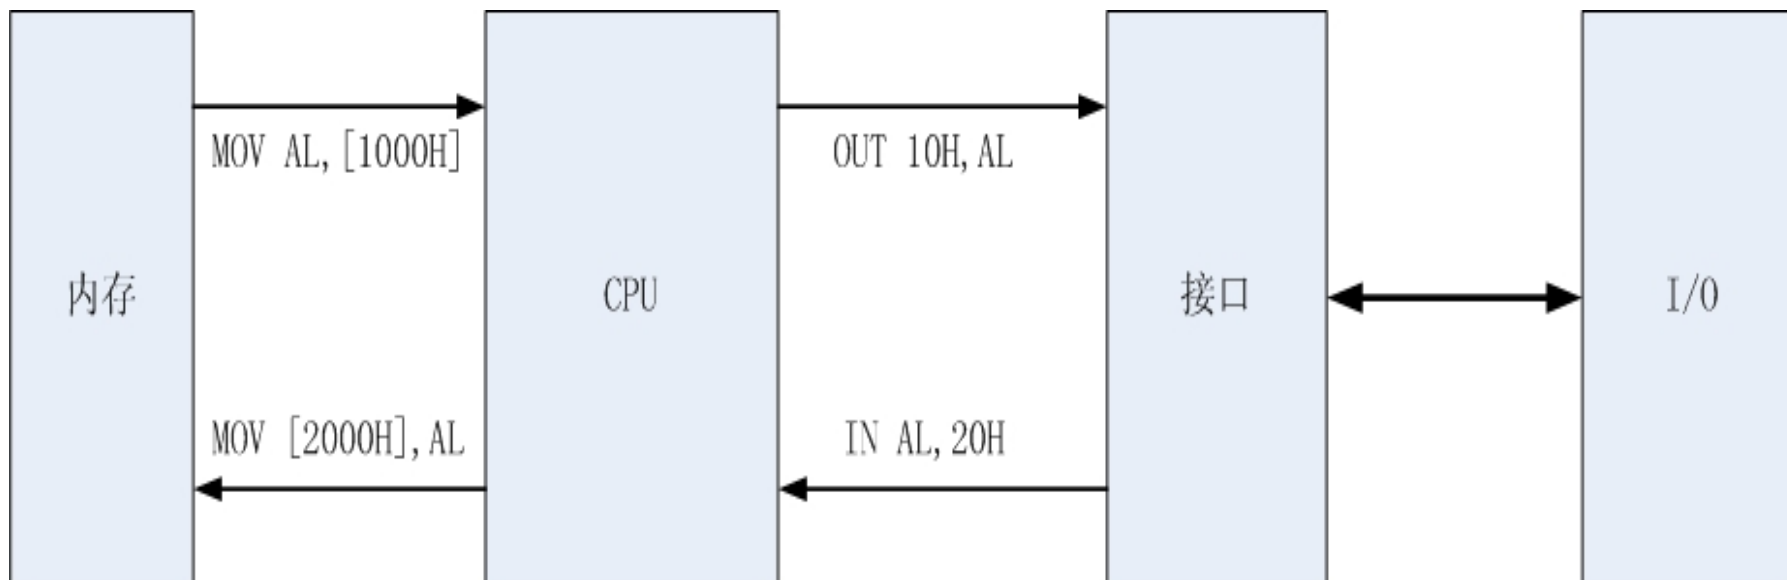 MOV AL,[1000H]
OUT 10H,AL
内存
CPU
接口
I/O
MOV [2000H],AL
IN AL,20H